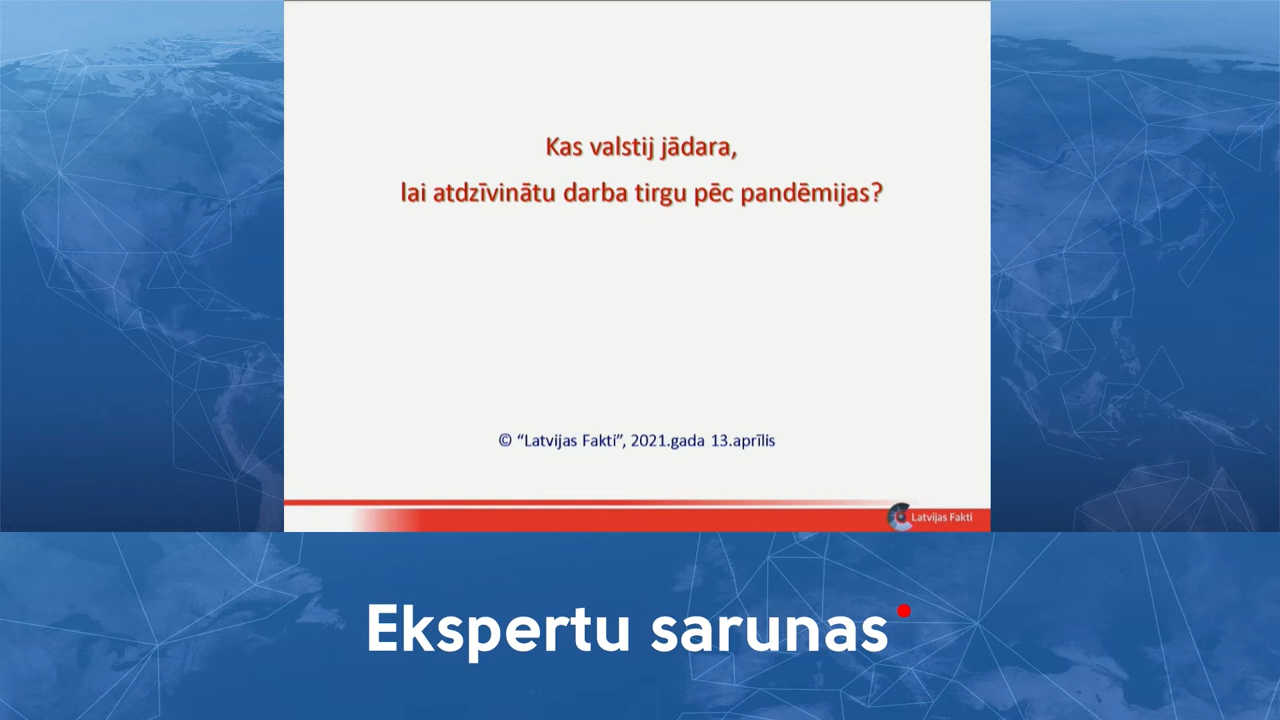 Kas valstij jādara,
lai atdzīvinātu darba tirgu pēc pandēmijas?
© “Latvijas Fakti”, 2021.gada 13.aprīlis
Latvijas Fakti
Ekspertu sarunas